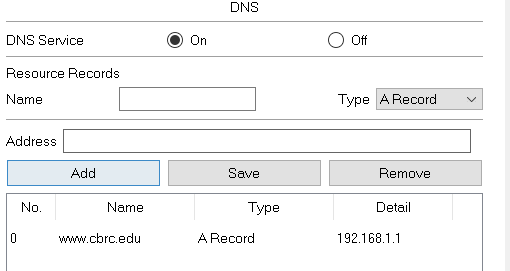 DNS
DNS Service On Off
Resource Records
Name Type A Record
Address
Add Save Remove
No. Name Type Detail
0 www.cbrc.edu A Record 192.168.1.1